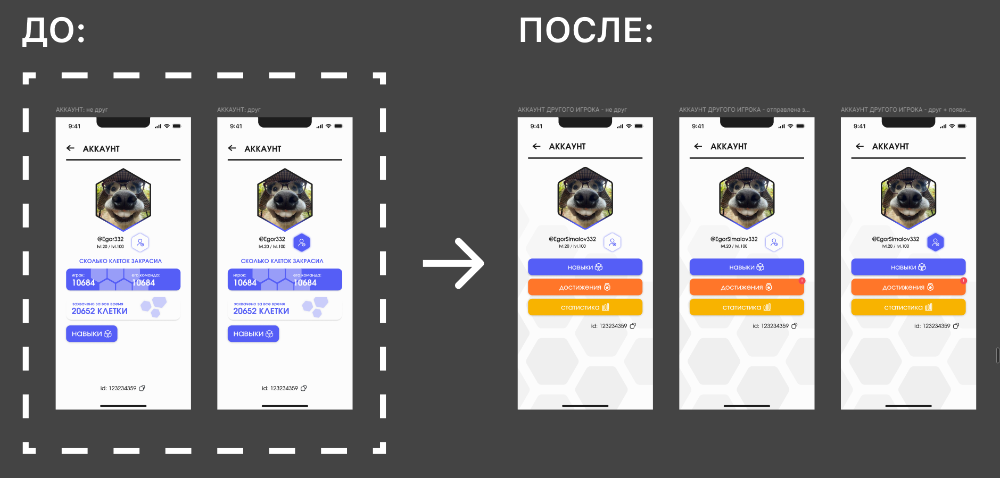 ДО:
ПОСЛЕ:
АККАУНТ: не друг
9:41
АККАУНТ
@Egor332
lvl.20 / lvl.100
СКОЛЬКО КЛЕТОК ЗАКРАСИЛ
игрок:
его команда:
10684
10684
захвачено за все время
20652 КЛЕТКИ
навыки
id: 123234359
АККАУНТ: друг
9:41
АККАУНТ
@Egor332
lvl.20 / lvl.100
СКОЛЬКО КЛЕТОК ЗАКРАСИЛ
игрок:
его команда:
10684
10684
захвачено за все время
20652 КЛЕТКИ
навыки
id: 123234359
АККАУНТ ДРУГОГО ИГРОКА - не друг
9:41
АККАУНТ
@EgorSimalov332
lvl.20 / lvl.100
навыки
достижения
статистика
id: 123234359
АККАУНТ ДРУГОГО ИГРОКА - отправлена з...
9:41
АККАУНТ
@EgorSimalov332
lvl.20 / lvl.100
навыки
достижения
статистика
id: 123234359
АККАУНТ ДРУГОГО ИГРОКА - друг + появи...
9:41
АККАУНТ
@EgorSimalov332
lvl.20 / lvl.100
навыки
достижения
статистика
id: 123234359